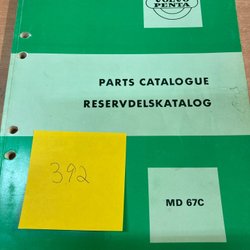 VOLVO
PENTA
PARTS CATALOGUE
RESERVDELSKATALOG
392
MD 67C